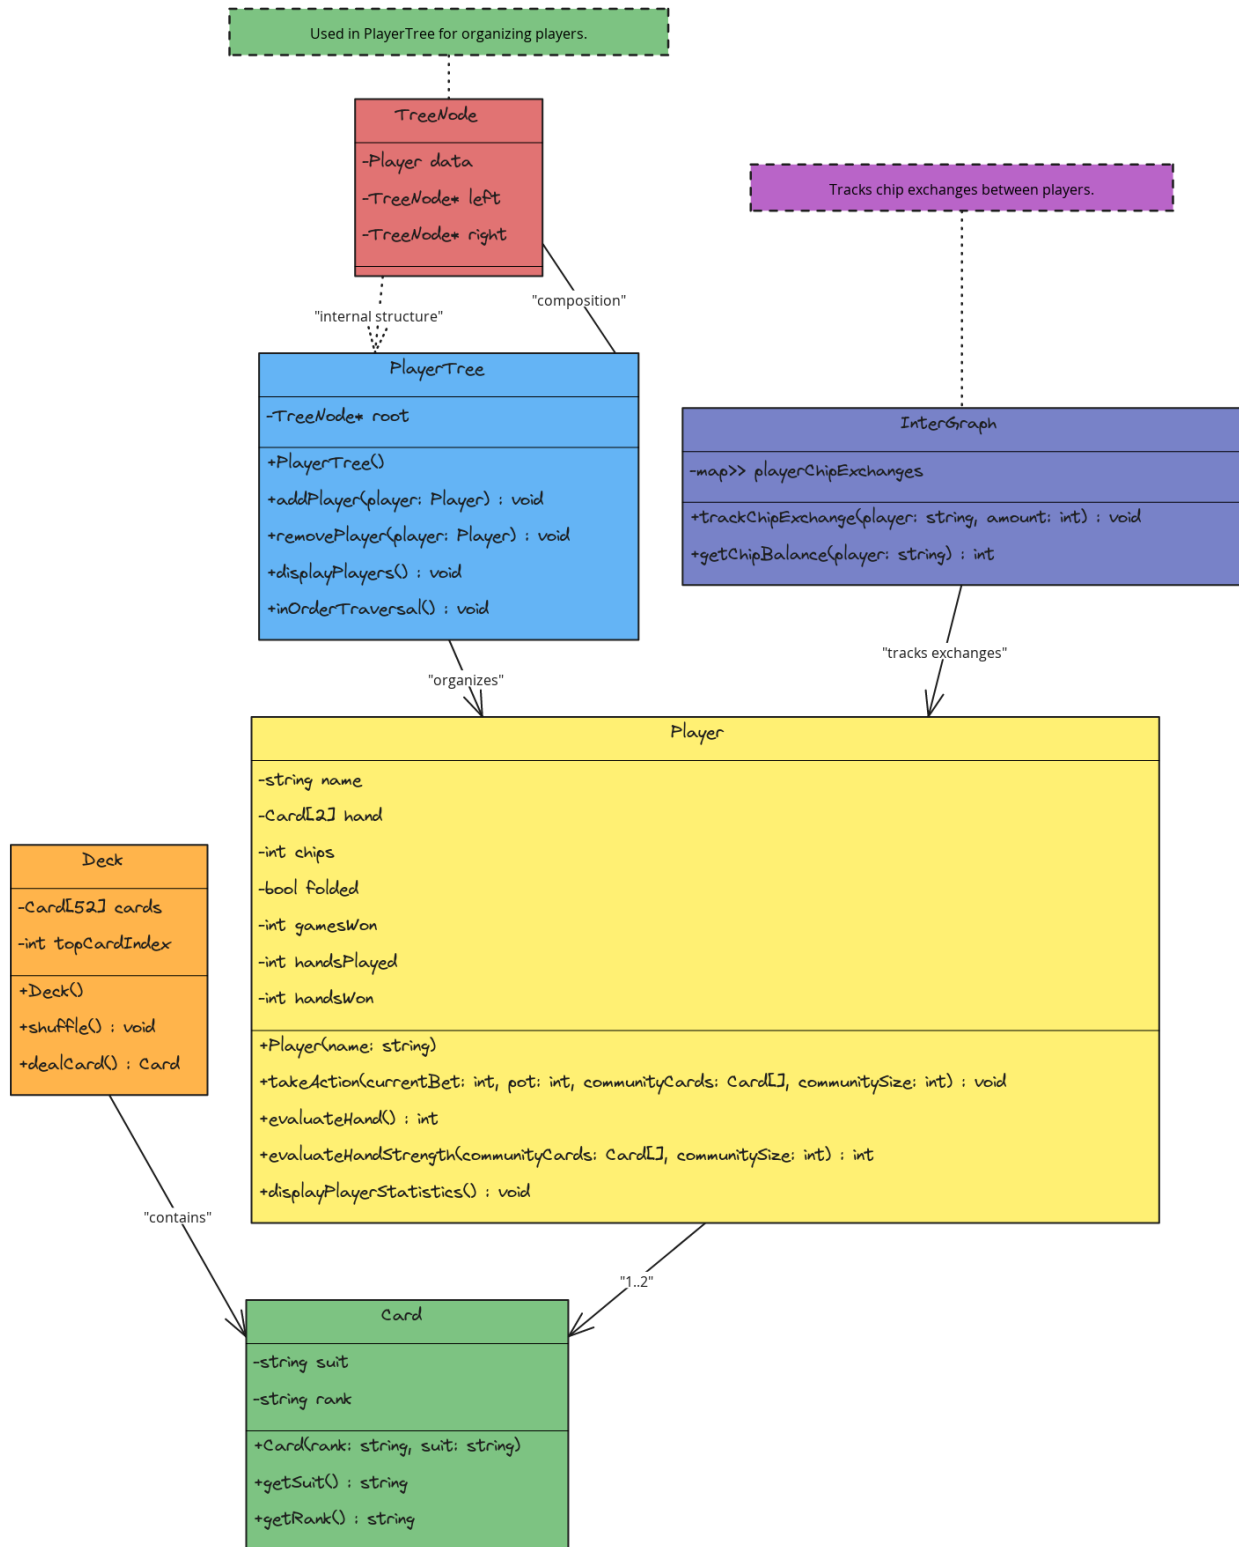 Used in PlayerTree for organizing players.
TreeNode
-Player data
-TreeNode* left
-TreeNode* right
Tracks chip exchanges between players.
"internal structure"
"composition"
PlayerTree
-TreeNode* root
+PlayerTree()
+addPlayer(player: Player) : void
+removePlayer(player: Player) : void
+displayPlayers() : void
+inOrderTraversal() : void
InterGraph
-map>> playerChipExchanges
+trackChipExchange(player: string, amount: int) : void
+getChipBalance(player: string) : int
"organizes"
"tracks exchanges"
Player
-string name
-Card[2] hand
-int chips
-bool folded
-int gamesWon
-int handsPlayed
-int handsWon
+Player(name: string)
+takeAction(currentBet: int, pot: int, communityCards: Card[], communitySize: int) : void
+evaluateHand() : int
+evaluateHandStrength(communityCards: Card[], communitySize: int) : int
+displayPlayerStatistics() : void
Deck
-Card[52] cards
-int topCardIndex
+Deck()
+shuffle() : void
+dealCard() : Card
"contains"
"1..2"
Card
-string suit
-string rank
+Card(rank: string, suit: string)
+getSuit() : string
+getRank() : string